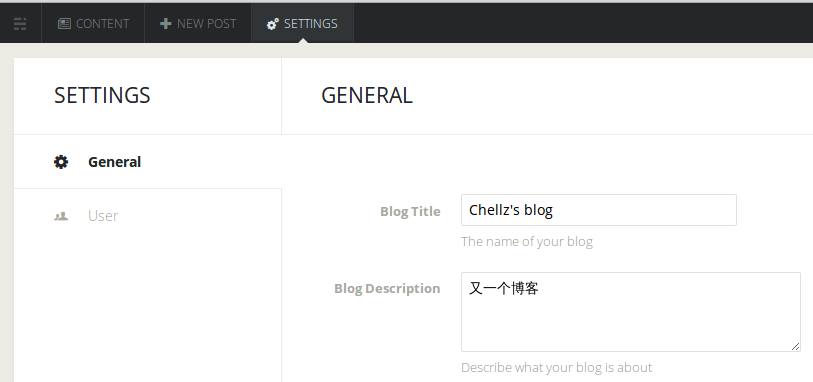 CONTENT
NEW POST
SETTINGS
SETTINGS
GENERAL
General
User
Blog Title
Chellz's blog
The name of your blog
Blog Description
又一个博客
Describe what your blog is about